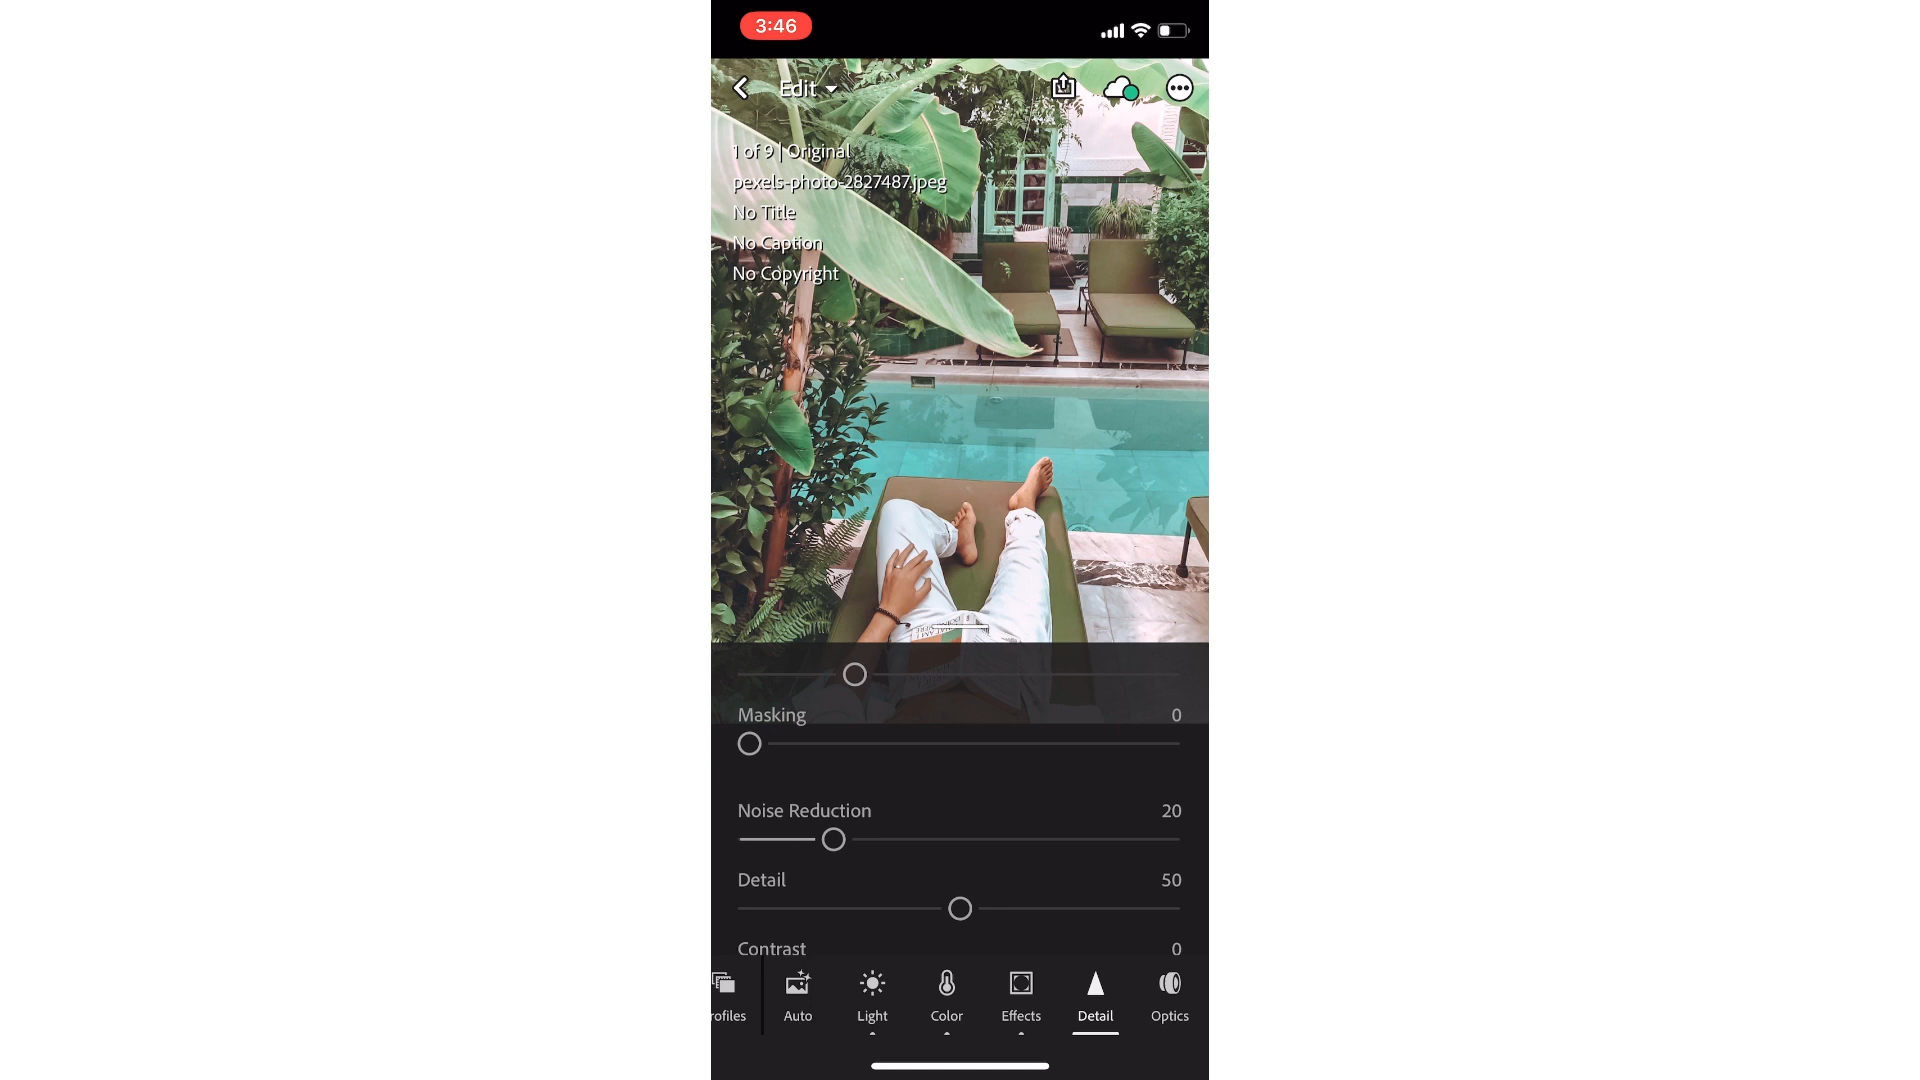 3:46
Edit
1 of 9 | Original
pexels-photo-2827487.jpeg
No Title
No Caption
No Copyright
Masking 0
Noise Reduction 20
Detail 50
Contrast 0
rofiles Auto Light Color Effects Detail Optics